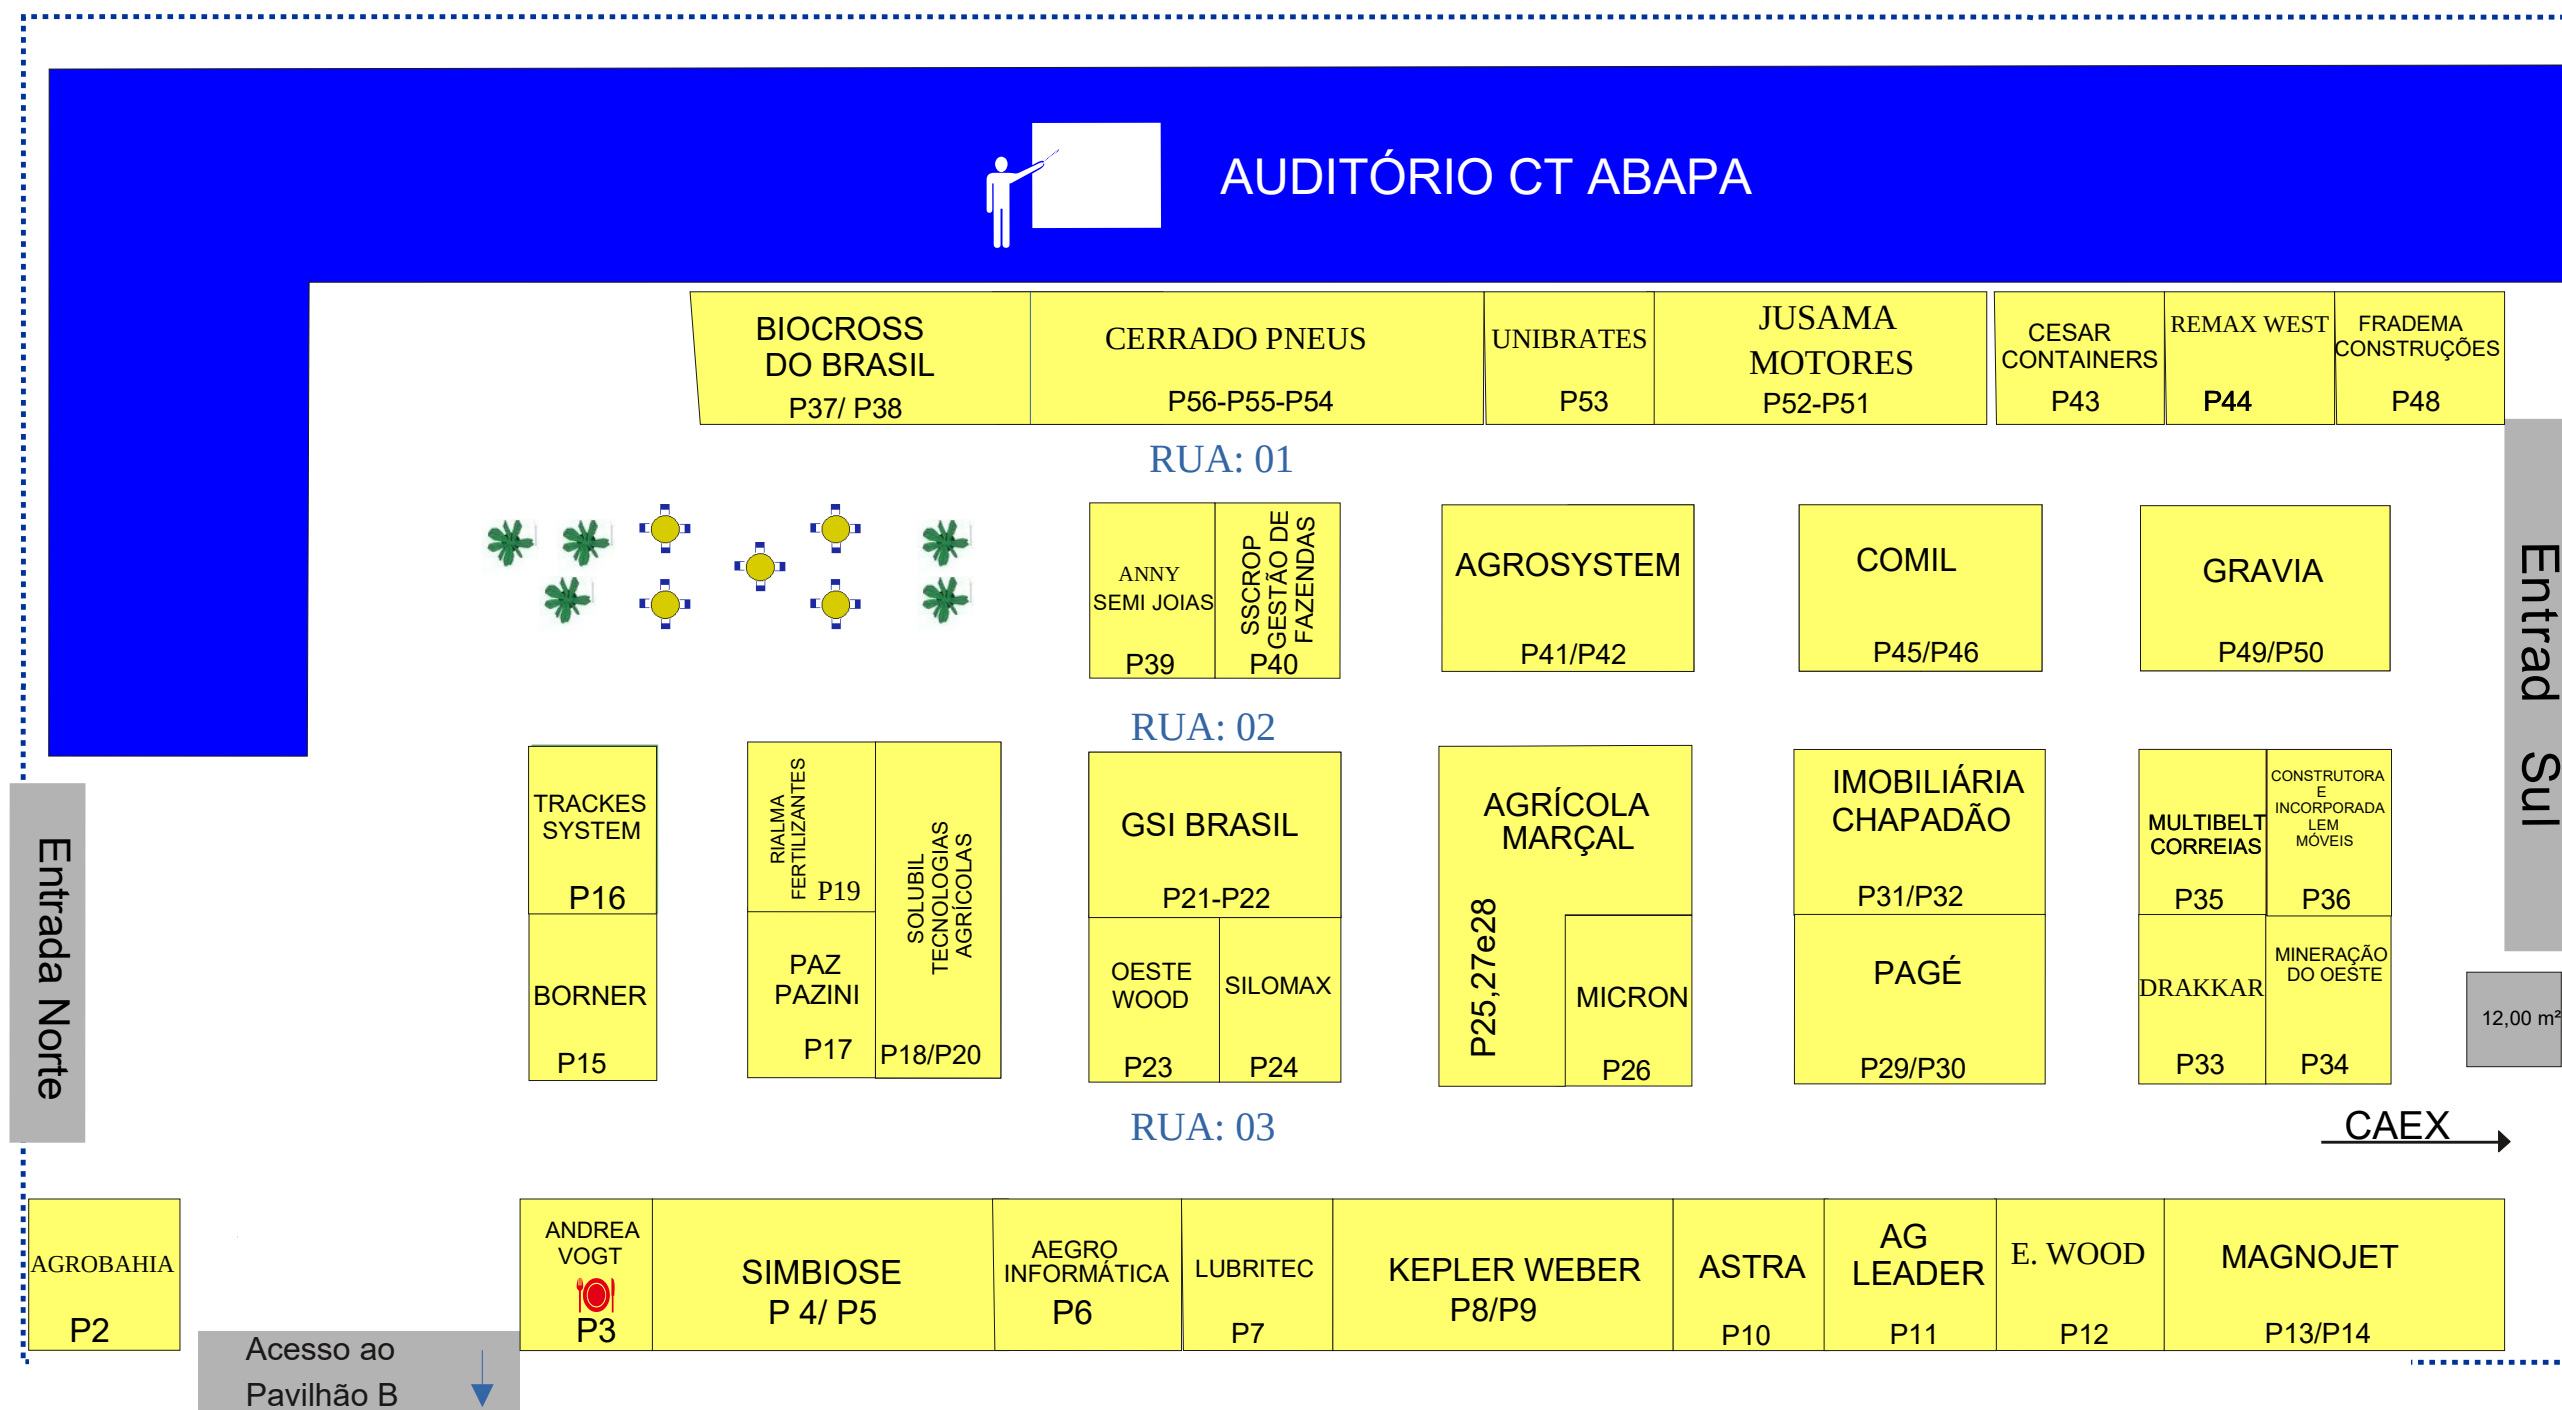 AUDITÓRIO CT ABAPA
BIOCROSS
DO BRASIL
P37/ P38
CERRADO PNEUS
P56-P55-P54
UNIBRATES
P53
JUSAMA
MOTORES
P52-P51
CESAR
CONTAINERS
P43
REMAX WEST
P44
FRADEMA
CONSTRUÇÕES
P48
RUA: 01
ANNY
SEMI JOIAS
P39
SSCROP
GESTÃO DE
FAZENDAS
P40
AGROSYSTEM
P41/P42
COMIL
P45/P46
GRAVIA
P49/P50
Entrad Sul
RUA: 02
TRACKES
SYSTEM
P16
RIALMA
FERTILIZANTES
P19
SOLUBIL
TECNOLOGIAS
AGRÍCOLAS
P18/P20
GSI BRASIL
P21-P22
AGRÍCOLA
MARÇAL
P25,27e28
IMOBILIÁRIA
CHAPADÃO
P31/P32
MULTIBELT
CORREIAS
P35
CONSTRUTORA
E
INCORPORADA
LEM
MÓVEIS
P36
Entrada Norte
BORNER
P15
PAZ
PAZINI
P17
OESTE
WOOD
P23
SILOMAX
P24
MICRON
P26
PAGÉ
P29/P30
DRAKKAR
P33
MINERAÇÃO
DO OESTE
P34
12,00 m²
RUA: 03
CAEX
AGROBAHIA
P2
ANDREA
VOGT
P3
SIMBIOSE
P 4/ P5
AEGRO
INFORMÁTICA
P6
LUBRITEC
P7
KEPLER WEBER
P8/P9
ASTRA
P10
AG
LEADER
P11
E. WOOD
P12
MAGNOJET
P13/P14
Acesso ao
Pavilhão B